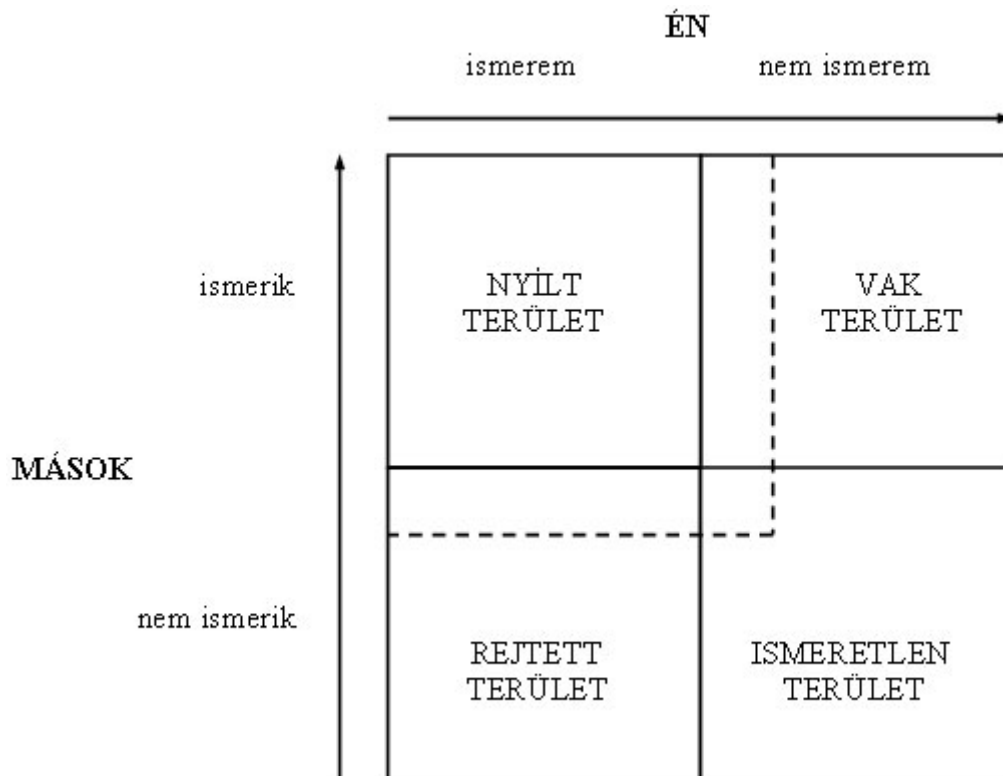 ÉN
ismerem nem ismerem
ismerik
NYÍLT
TERÜLET
VAK
TERÜLET
MÁSOK
nem ismerik
REJTETT
TERÜLET
ISMERETLEN
TERÜLET